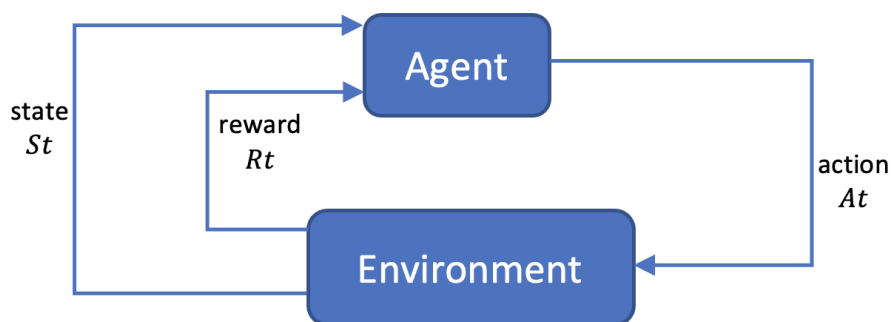 Agent
state
St
reward
Rt
action
At
Environment